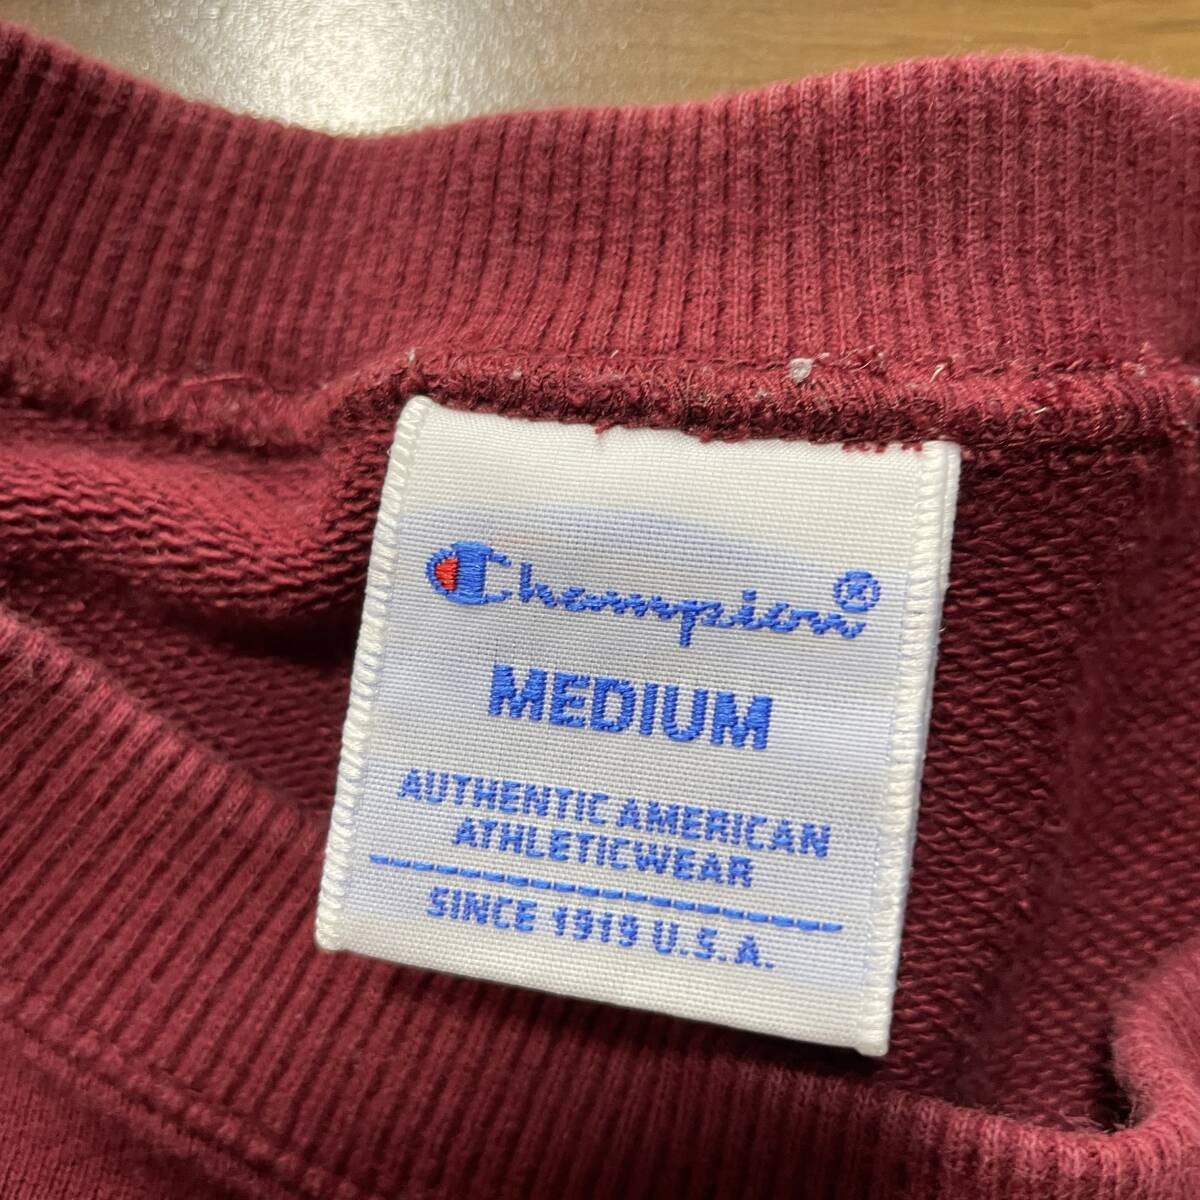 Champion®
MEDIUM
AUTHENTIC AMERICAN
ATHLETICWEAR
SINCE 1919 U.S.A.